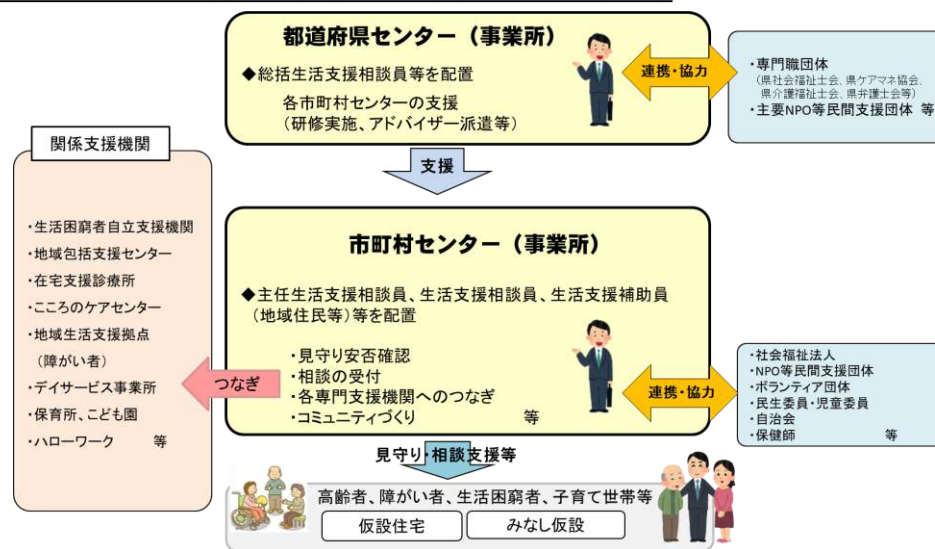 都道府県センター（事業所）
◆総括生活支援相談員等を配置
各市町村センターの支援
（研修実施、アドバイザー派遣等）
連携・協力
・専門職団体
（県社会福祉士会、県ケアマネ協会、
県介護福祉士会、県弁護士会等）
・主要NPO等民間支援団体 等
支援
関係支援機関
・生活困窮者自立支援機関
・地域包括支援センター
・在宅支援診療所
・こころのケアセンター
・地域生活支援拠点
（障がい者）
・デイサービス事業所
・保育所、こども園
・ハローワーク 等
つなぎ
市町村センター（事業所）
◆主任生活支援相談員、生活支援相談員、生活支援補助員
（地域住民等）等を配置
・見守り安否確認
・相談の受付
・各専門支援機関へのつなぎ
・コミュニティづくり 等
連携・協力
・社会福祉法人
・NPO等民間支援団体
・ボランティア団体
・民生委員・児童委員
・自治会
・保健師 等
見守り・相談支援等
高齢者、障がい者、生活困窮者、子育て世帯等
仮設住宅
みなし仮設